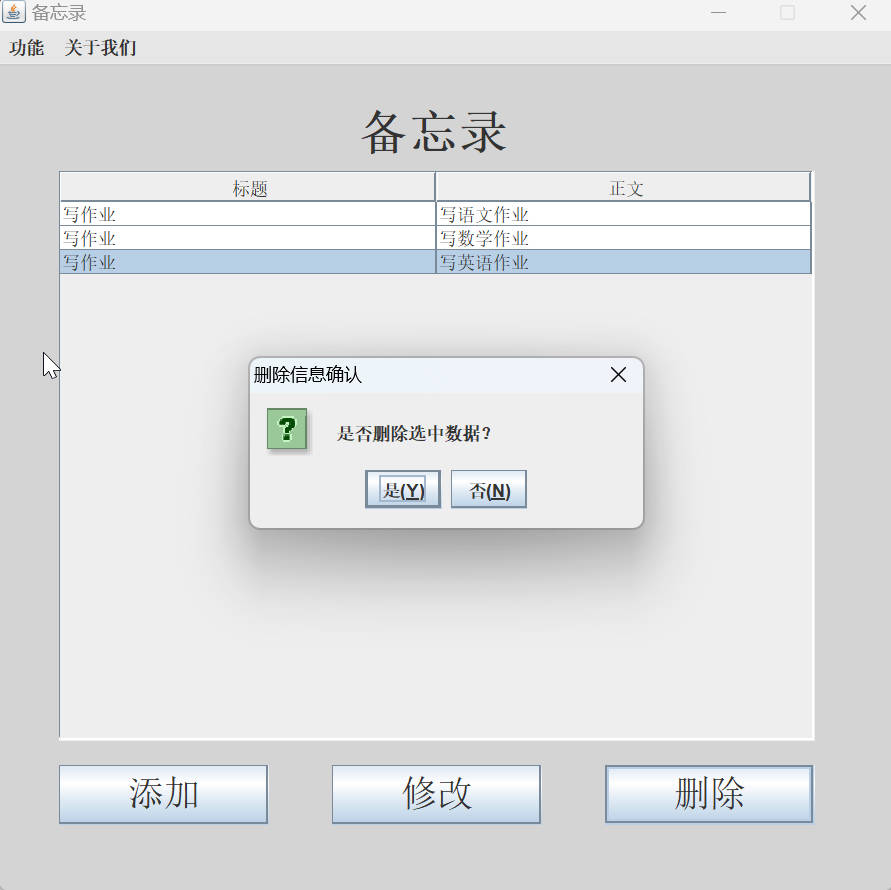 备忘录
功能 关于我们
备忘录
标题 正文
写作业 写语文作业
写作业 写数学作业
写作业 写英语作业
删除信息确认
是否删除选中数据?
是(Y) 否(N)
添加 修改 删除